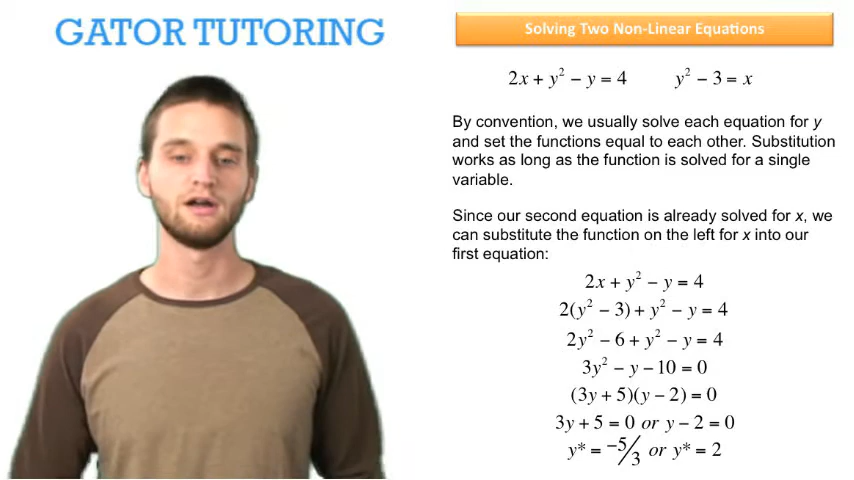 GATOR TUTORING
Solving Two Non-Linear Equations
2x + y² − y = 4 y² − 3 = x
By convention, we usually solve each equation for y
and set the functions equal to each other. Substitution
works as long as the function is solved for a single
variable.
Since our second equation is already solved for x, we
can substitute the function on the left for x into our
first equation:
2x + y² − y = 4
2(y² − 3) + y² − y = 4
2y² − 6 + y² − y = 4
3y² − y − 10 = 0
(3y + 5)(y − 2) = 0
3y + 5 = 0 or y − 2 = 0
y* = −5/3 or y* = 2